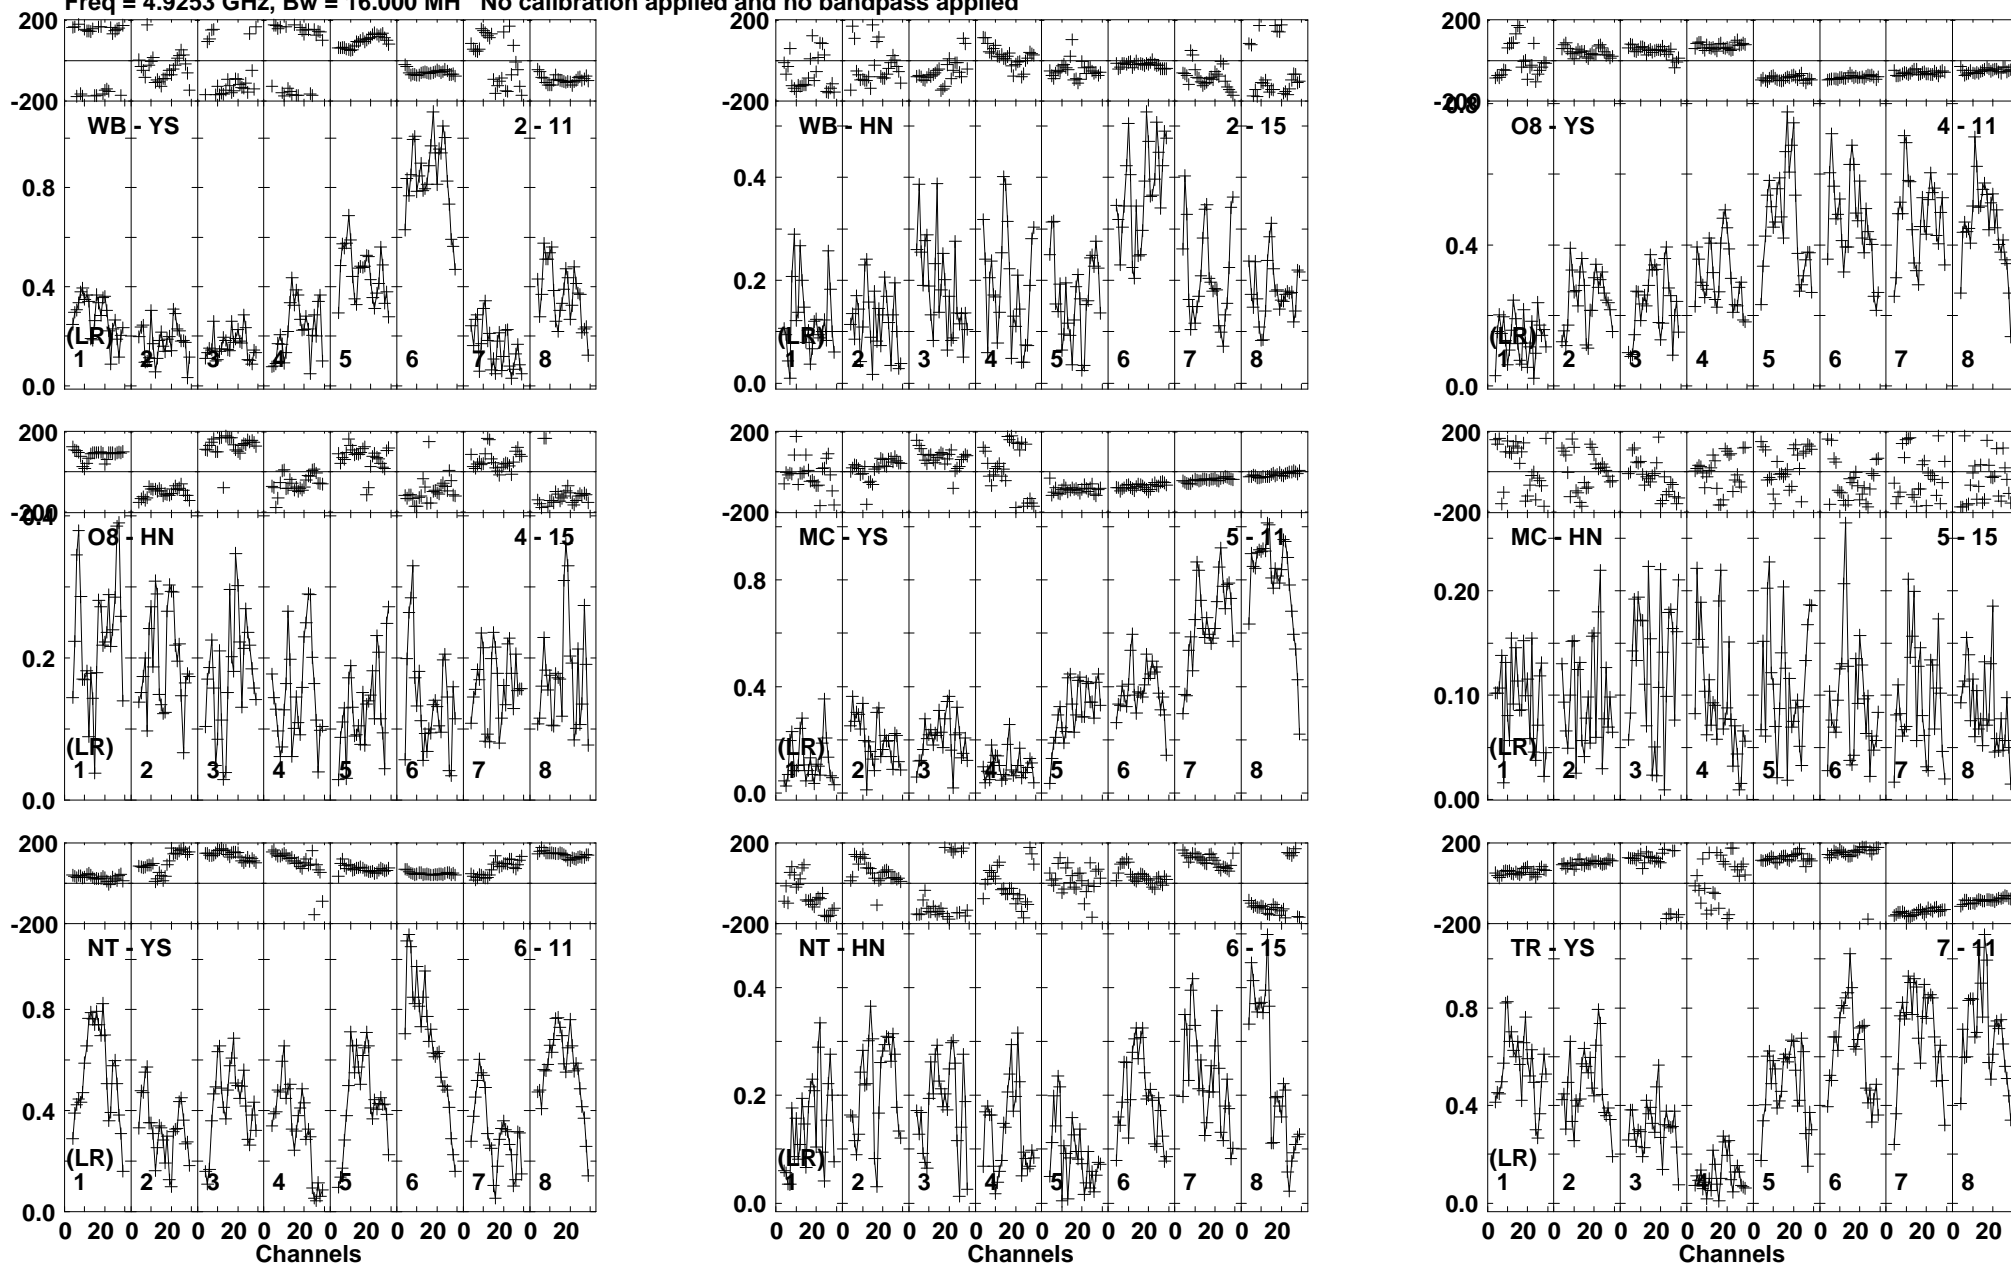 Freq = 4.9253 GHz, Bw = 16.000 MH   No calibration applied and no bandpass applied
200 200 200
-200 -200 -200
0.8
WB - YS 2 - 11 WB - HN 2 - 15 O8 - YS 4 - 11
0.8 0.4 0.4
0.4 0.2
(LR) (LR) (LR)
1 2 3 4 5 6 7 8 1 2 3 4 5 6 7 8 1 2 3 4 5 6 7 8
0.0 0.0 0.0
200 200 200
-200 -200 -200
0.4
O8 - HN 4 - 15 MC - YS 5 - 11 MC - HN 5 - 15
0.8 0.20
0.2 0.4 0.10
(LR) (LR) (LR)
1 2 3 4 5 6 7 8 1 2 3 4 5 6 7 8 1 2 3 4 5 6 7 8
0.0 0.0 0.00
200 200 200
-200 -200 -200
NT - YS 6 - 11 NT - HN 6 - 15 TR - YS 7 - 11
0.8 0.4 0.8
0.4 0.2 0.4
(LR) (LR) (LR)
1 2 3 4 5 6 7 8 1 2 3 4 5 6 7 8 1 2 3 4 5 6 7 8
0.0 0.0 0.0
0 20 0 20 0 20 0 20 0 20 0 20 0 20 0 20 0 20 0 20 0 20 0 20 0 20 0 20 0 20 0 20 0 20 0 20 0 20 0 20 0 20 0 20 0 20 0 20
Channels Channels Channels